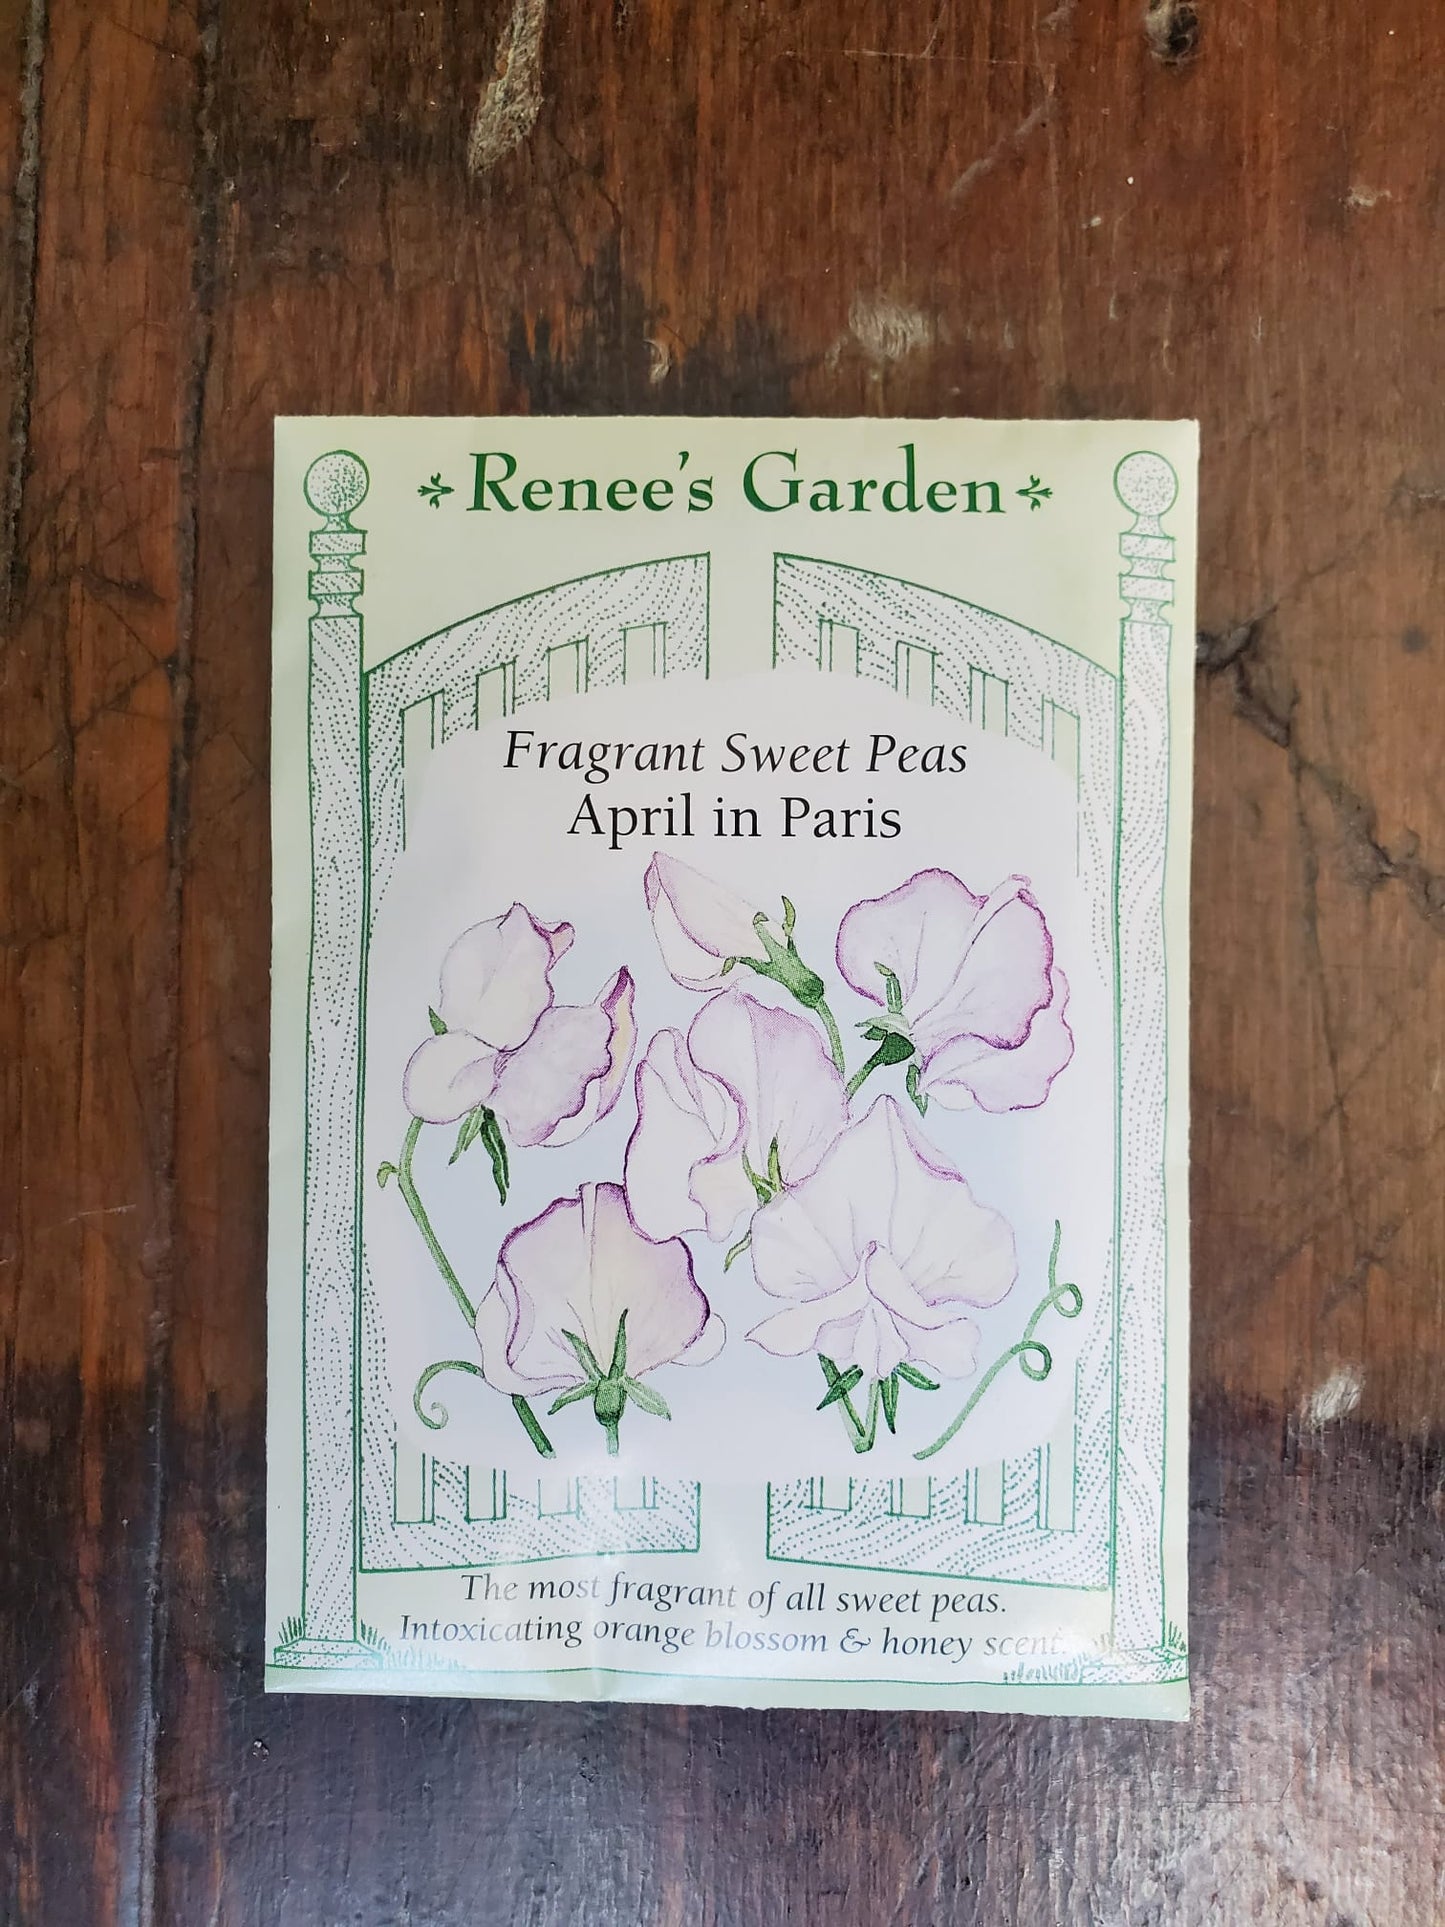 Renee's Garden
Fragrant Sweet Peas
April in Paris
The most fragrant of all sweet peas.
Intoxicating orange blossom & honey scent.